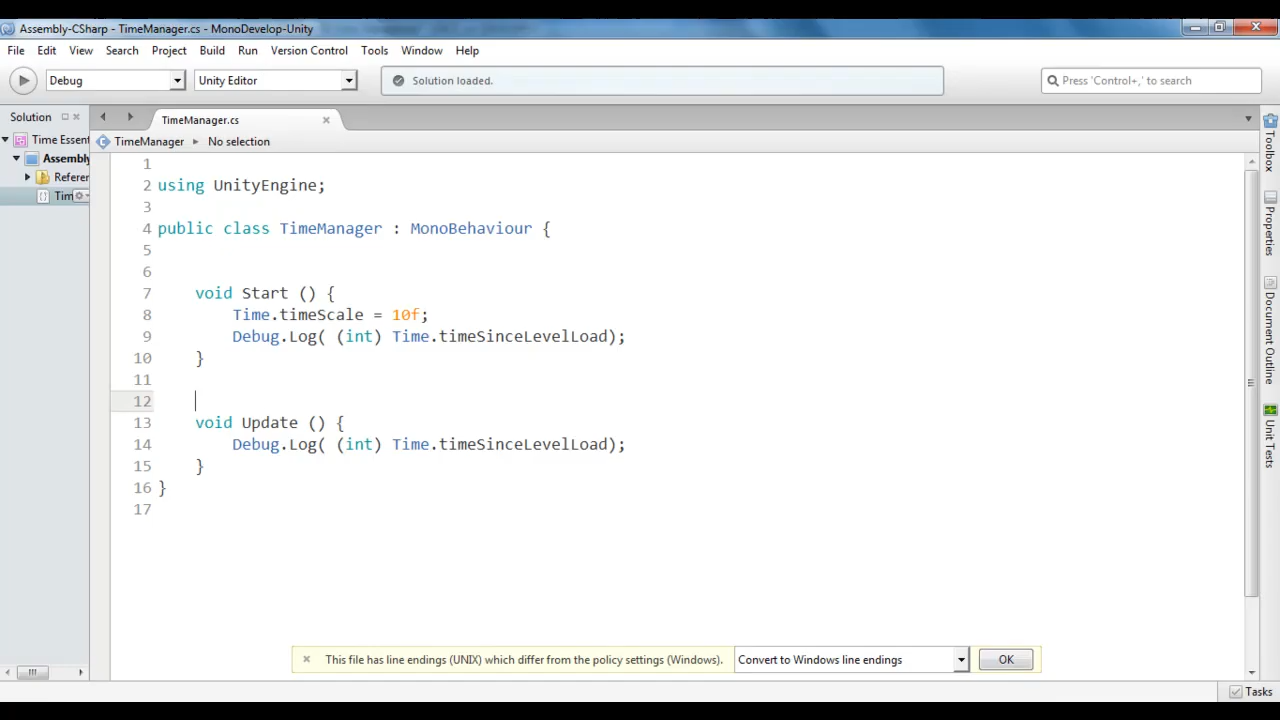 Assembly-CSharp - TimeManager.cs - MonoDevelop-Unity
File Edit View Search Project Build Run Version Control Tools Window Help
Debug Unity Editor Solution loaded. Press 'Control+,' to search
Solution TimeManager.cs
Time Essent TimeManager No selection
Assembly
Referen
Tim
1
2 using UnityEngine;
3
4 public class TimeManager : MonoBehaviour {
5
6
7 void Start () {
8 Time.timeScale = 10f;
9 Debug.Log( (int) Time.timeSinceLevelLoad);
10 }
11
12
13 void Update () {
14 Debug.Log( (int) Time.timeSinceLevelLoad);
15 }
16 }
17
Toolbox
Properties
Document Outline
Unit Tests
This file has line endings (UNIX) which differ from the policy settings (Windows). Convert to Windows line endings OK
Tasks